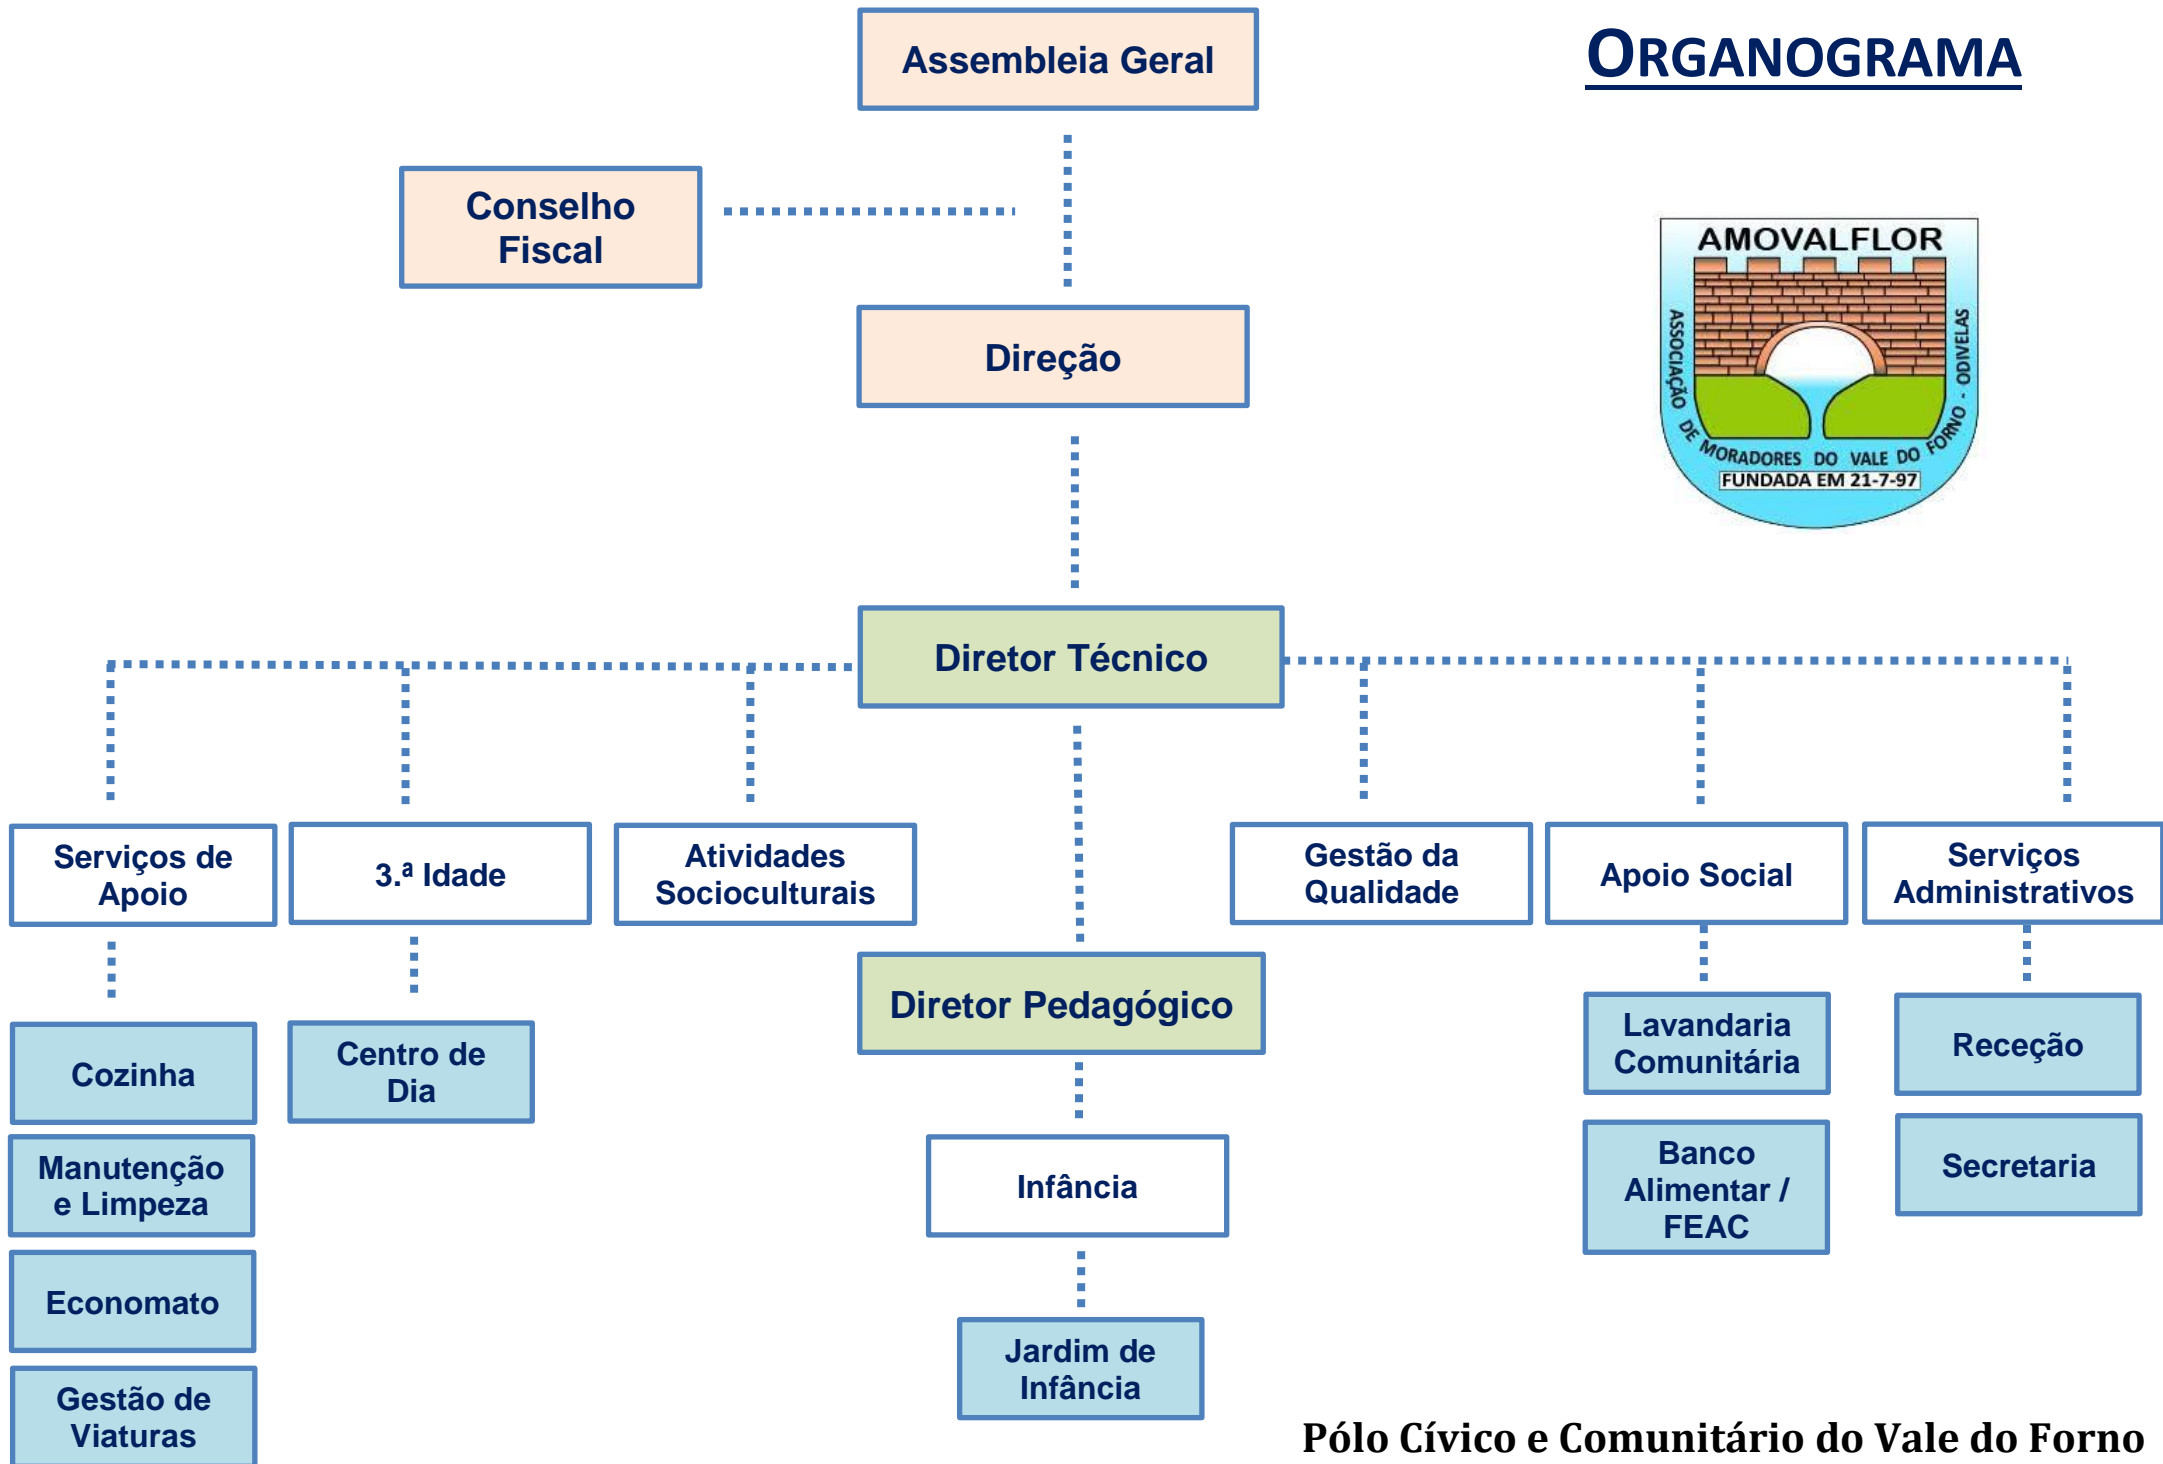 ORGANOGRAMA
Assembleia Geral
Conselho
Fiscal
Direção
AMOVALFLOR
ASSOCIAÇÃO DE MORADORES DO VALE DO FORNO - ODIVELAS
FUNDADA EM 21-7-97
Diretor Técnico
Serviços de
Apoio
3.ª Idade
Atividades
Socioculturais
Gestão da
Qualidade
Apoio Social
Serviços
Administrativos
Diretor Pedagógico
Cozinha
Manutenção
e Limpeza
Economato
Gestão de
Viaturas
Centro de
Dia
Infância
Jardim de
Infância
Lavandaria
Comunitária
Banco
Alimentar /
FEAC
Receção
Secretaria
Pólo Cívico e Comunitário do Vale do Forno